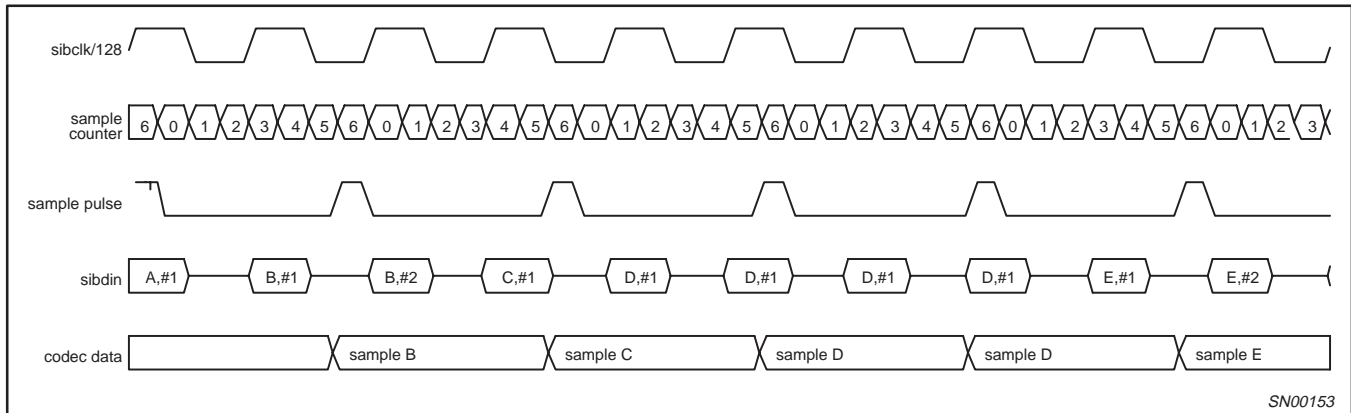 sibclk/128
sample
counter
6 0 1 2 3 4 5 6 0 1 2 3 4 5 6 0 1 2 3 4 5 6 0 1 2 3 4 5 6 0 1 2 3 4 5 6 0 1 2 3
sample pulse
sibdin
A,#1 B,#1 B,#2 C,#1 D,#1 D,#1 D,#1 D,#1 E,#1 E,#2
codec data
sample B sample C sample D sample D sample E
SN00153